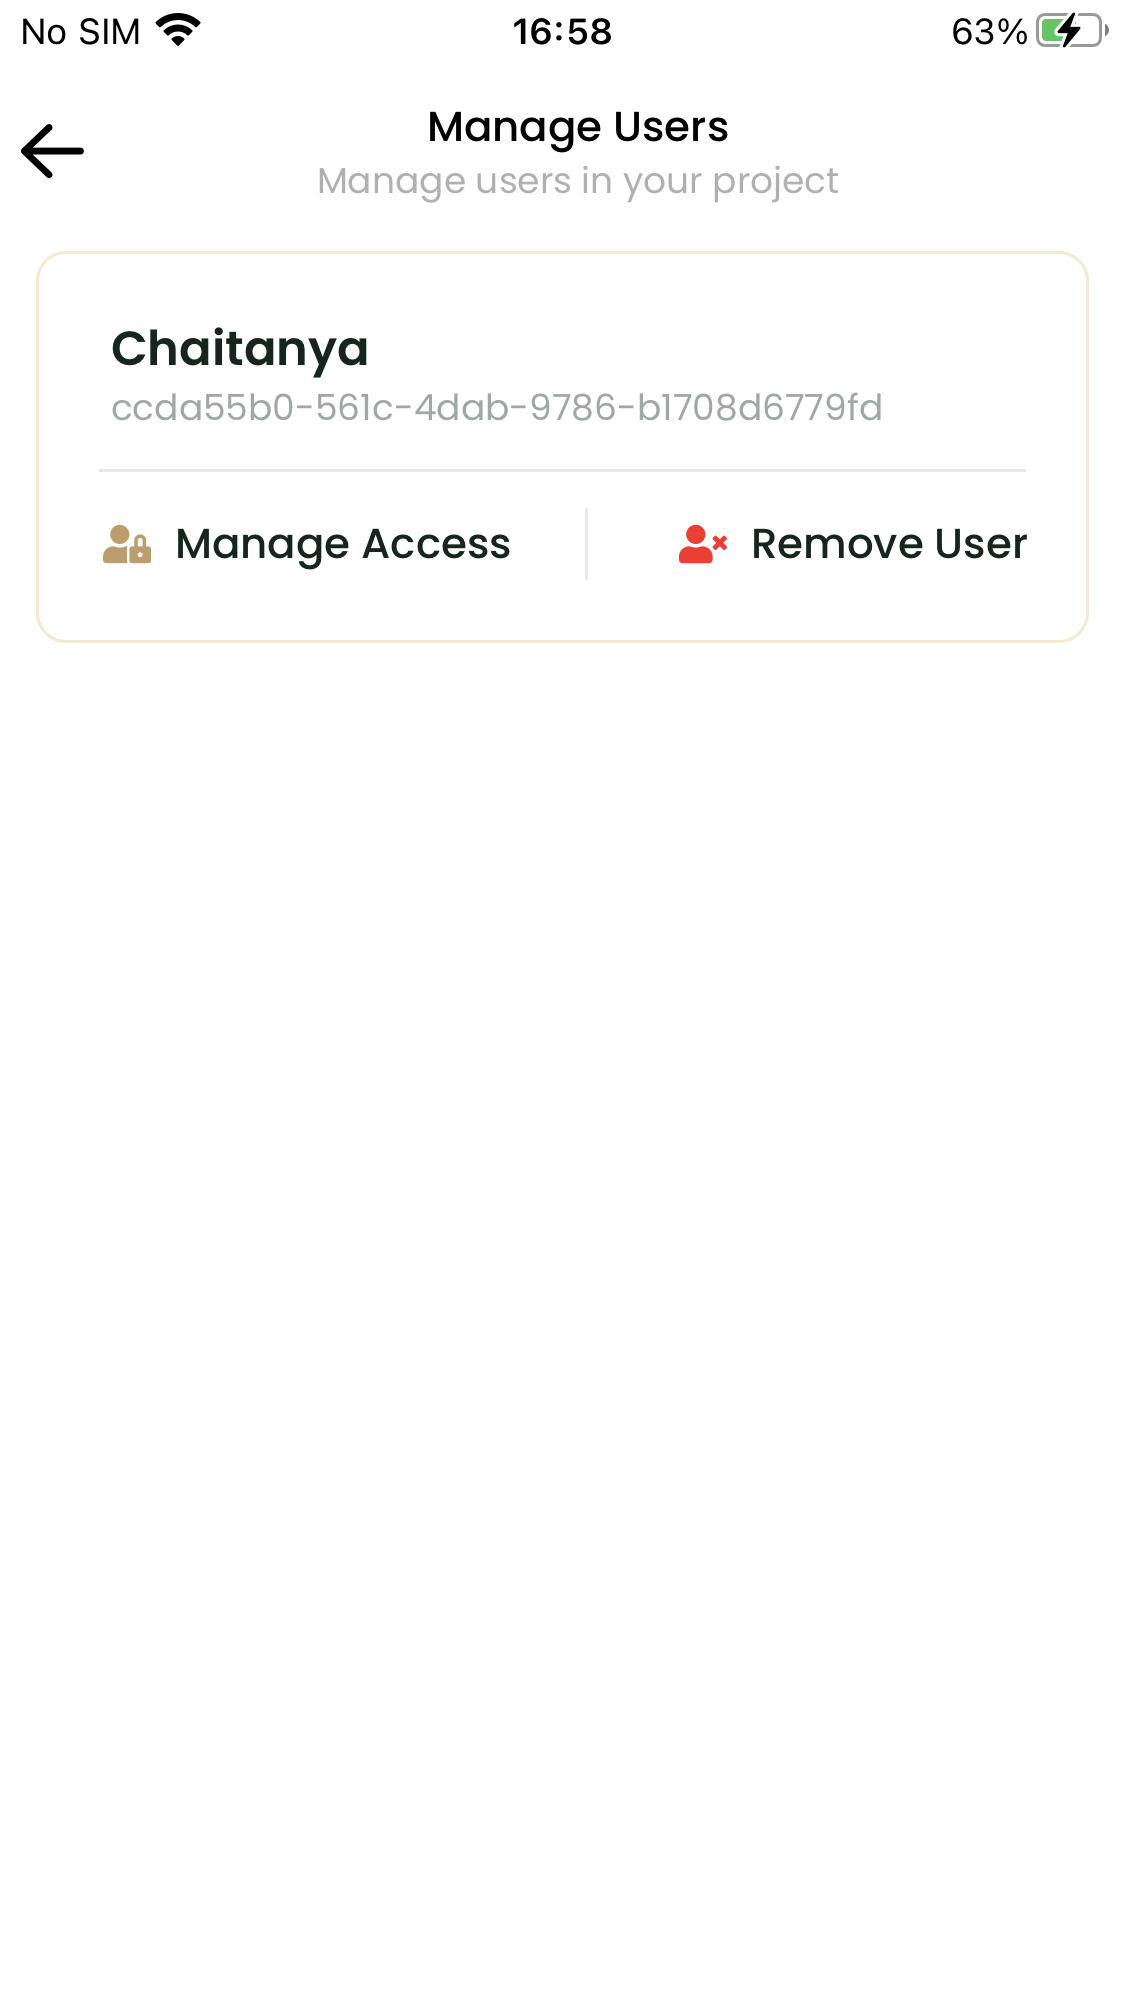 No SIM 16:58 63%
Manage Users
Manage users in your project
Chaitanya
ccda55b0-561c-4dab-9786-b1708d6779fd
Manage Access Remove User